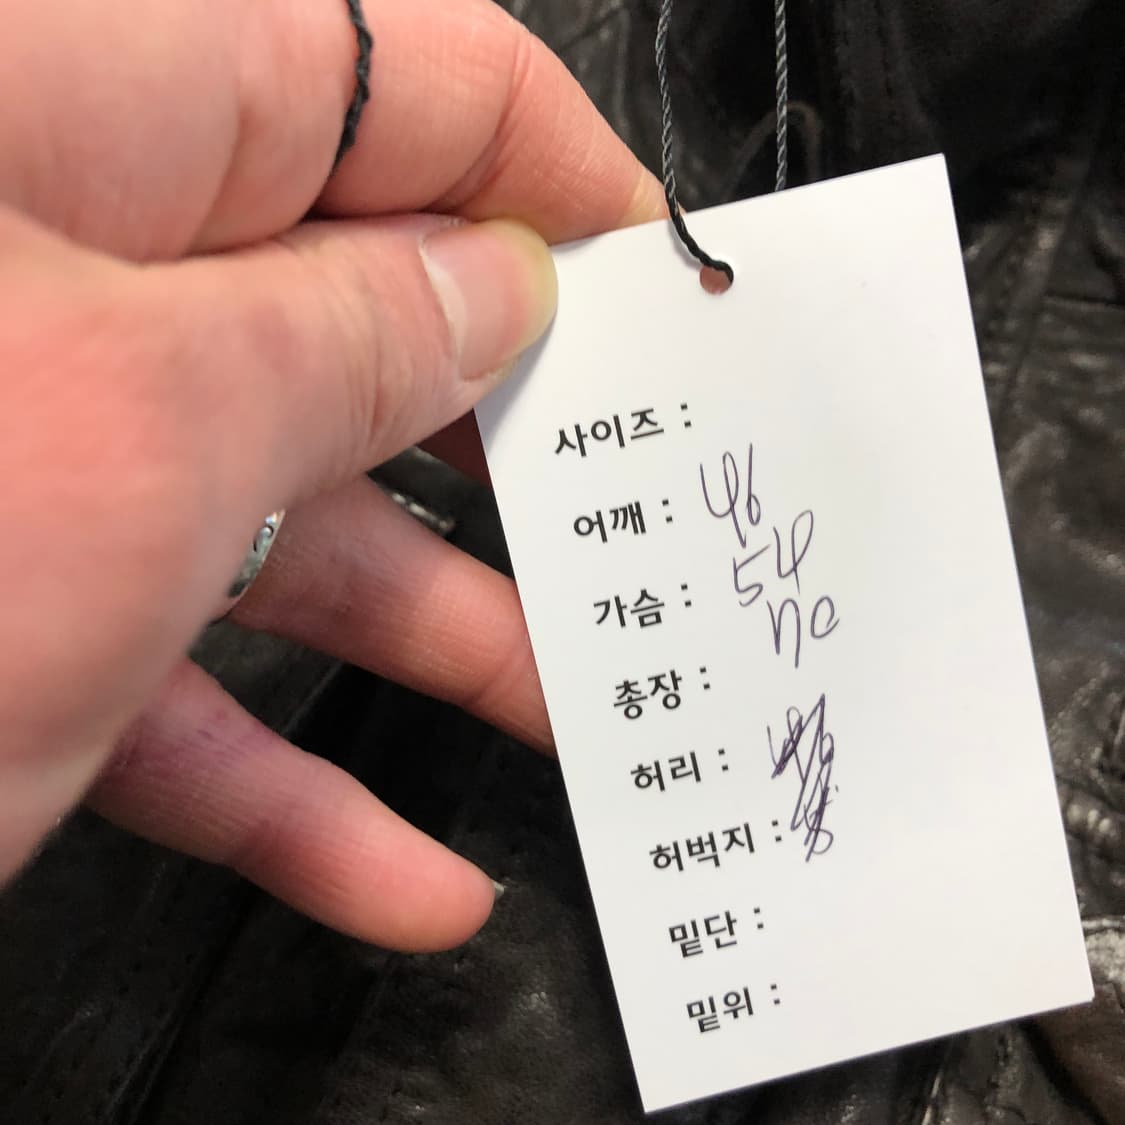 사이즈 :
어깨 : 46
가슴 : 54
총장 : 70
허리 :
허벅지 :
밑단 :
밑위 :